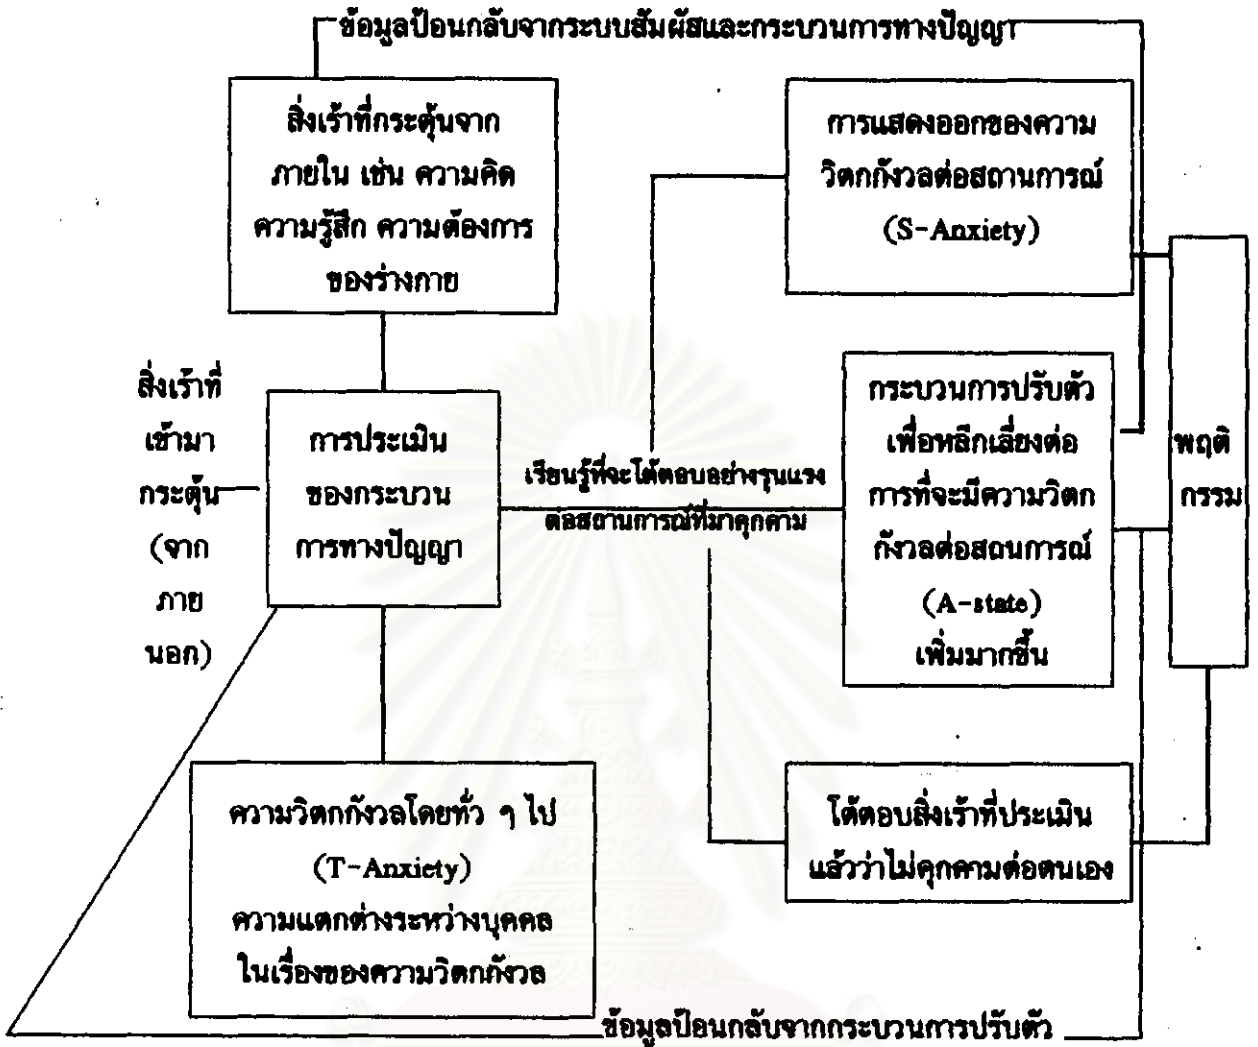 ข้อมูลป้อนกลับจากระบบสัมผัสและกระบวนการทางปัญญา
สิ่งเร้าที่กระตุ้นจาก
ภายใน เช่น ความคิด
ความรู้สึก ความต้องการ
ของร่างกาย
การแสดงออกของความ
วิตกกังวลต่อสถานการณ์
(S-Anxiety)
สิ่งเร้าที่
เข้ามา
กระตุ้น
(จาก
ภาย
นอก)
การประเมิน
ของกระบวน
การทางปัญญา
เรียนรู้ที่จะโต้ตอบอย่างรุนแรง
ต่อสถานการณ์ที่มาคุกคาม
กระบวนการปรับตัว
เพื่อหลีกเลี่ยงต่อ
การที่จะมีความวิตก
กังวลต่อสถนการณ์
(A-state)
เพิ่มมากขึ้น
พฤติ
กรรม
ความวิตกกังวลโดยทั่ว ๆ ไป
(T-Anxiety)
ความแตกต่างระหว่างบุคคล
ในเรื่องของความวิตกกังวล
โต้ตอบสิ่งเร้าที่ประเมิน
แล้วว่าไม่คุกคามต่อตนเอง
ข้อมูลป้อนกลับจากกระบวนการปรับตัว